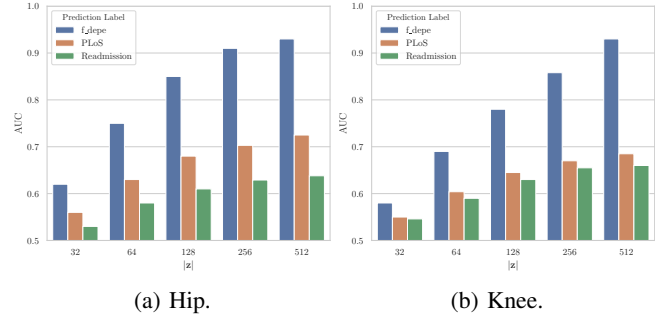 Prediction Label
f_depe
PLoS
Readmission
AUC
1.0
0.9
0.8
0.7
0.6
0.5
32 64 128 256 512
|z|
(a) Hip.
Prediction Label
f_depe
PLoS
Readmission
AUC
1.0
0.9
0.8
0.7
0.6
0.5
32 64 128 256 512
|z|
(b) Knee.